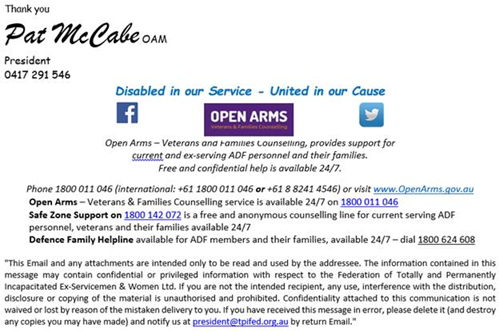 Thank you
Pat McCabe OAM
President
0417 291 546
Disabled in our Service - United in our Cause
OPEN ARMS
Veterans & Families Counselling
Open Arms – Veterans and Families Counselling, provides support for
current and ex-serving ADF personnel and their families.
Free and confidential help is available 24/7.
Phone 1800 011 046 (international: +61 1800 011 046 or +61 8 8241 4546) or visit www.OpenArms.gov.au
Open Arms – Veterans & Families Counselling service is available 24/7 on 1800 011 046
Safe Zone Support on 1800 142 072 is a free and anonymous counselling line for current serving ADF
personnel, veterans and their families available 24/7
Defence Family Helpline available for ADF members and their families, available 24/7 – dial 1800 624 608
"This Email and any attachments are intended only to be read and used by the addressee. The information contained in this
message may contain confidential or privileged information with respect to the Federation of Totally and Permanently
Incapacitated Ex-Servicemen & Women Ltd. If you are not the intended recipient, any use, interference with the distribution,
disclosure or copying of the material is unauthorised and prohibited. Confidentiality attached to this communication is not
waived or lost by reason of the mistaken delivery to you. If you have received this message in error, please delete it (and destroy
any copies you may have made) and notify us at president@tpifed.org.au by return Email."